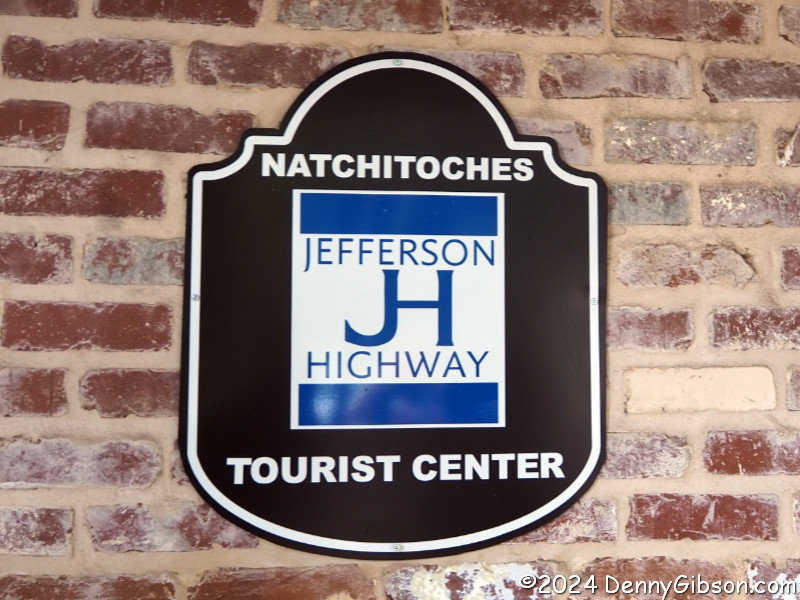 NATCHITOCHES
JEFFERSON
JH
HIGHWAY
TOURIST CENTER
©2024 DennyGibson.com